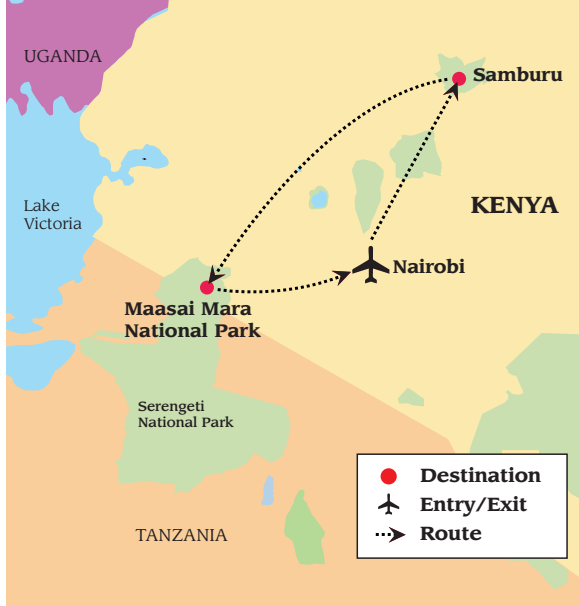 UGANDA
Samburu
Lake
Victoria
KENYA
Nairobi
Maasai Mara
National Park
Serengeti
National Park
TANZANIA
Destination
Entry/Exit
Route